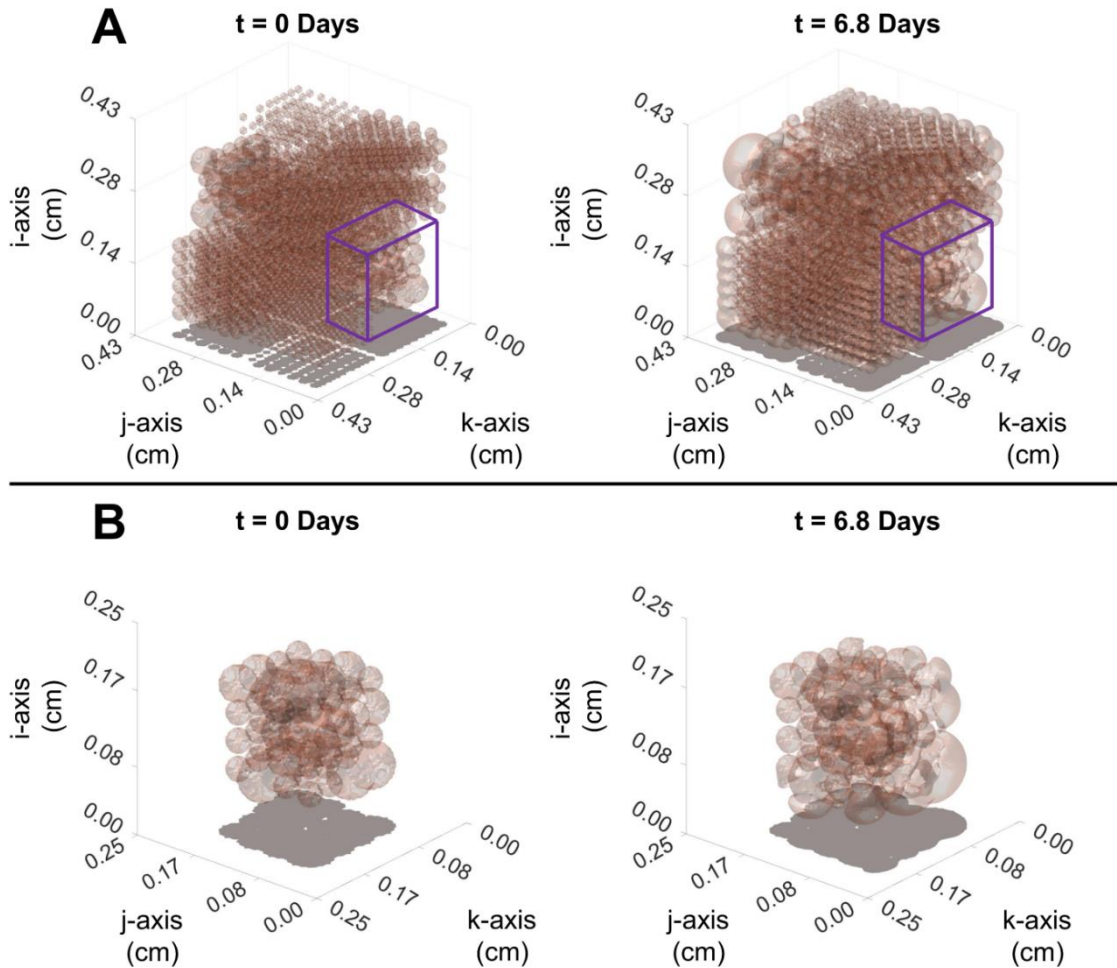 A
t = 0 Days
t = 6.8 Days
0.43
0.28
0.14
0.00
i-axis
(cm)
0.43
0.28
0.14
0.00
j-axis
(cm)
0.43
0.28
0.14
0.00
k-axis
(cm)
0.43
0.28
0.14
0.00
i-axis
(cm)
0.43
0.28
0.14
0.00
j-axis
(cm)
0.43
0.28
0.14
0.00
k-axis
(cm)
B
t = 0 Days
t = 6.8 Days
0.25
0.17
0.08
0.00
i-axis
(cm)
0.25
0.17
0.08
0.00
j-axis
(cm)
0.25
0.17
0.08
0.00
k-axis
(cm)
0.25
0.17
0.08
0.00
i-axis
(cm)
0.25
0.17
0.08
0.00
j-axis
(cm)
0.25
0.17
0.08
0.00
k-axis
(cm)